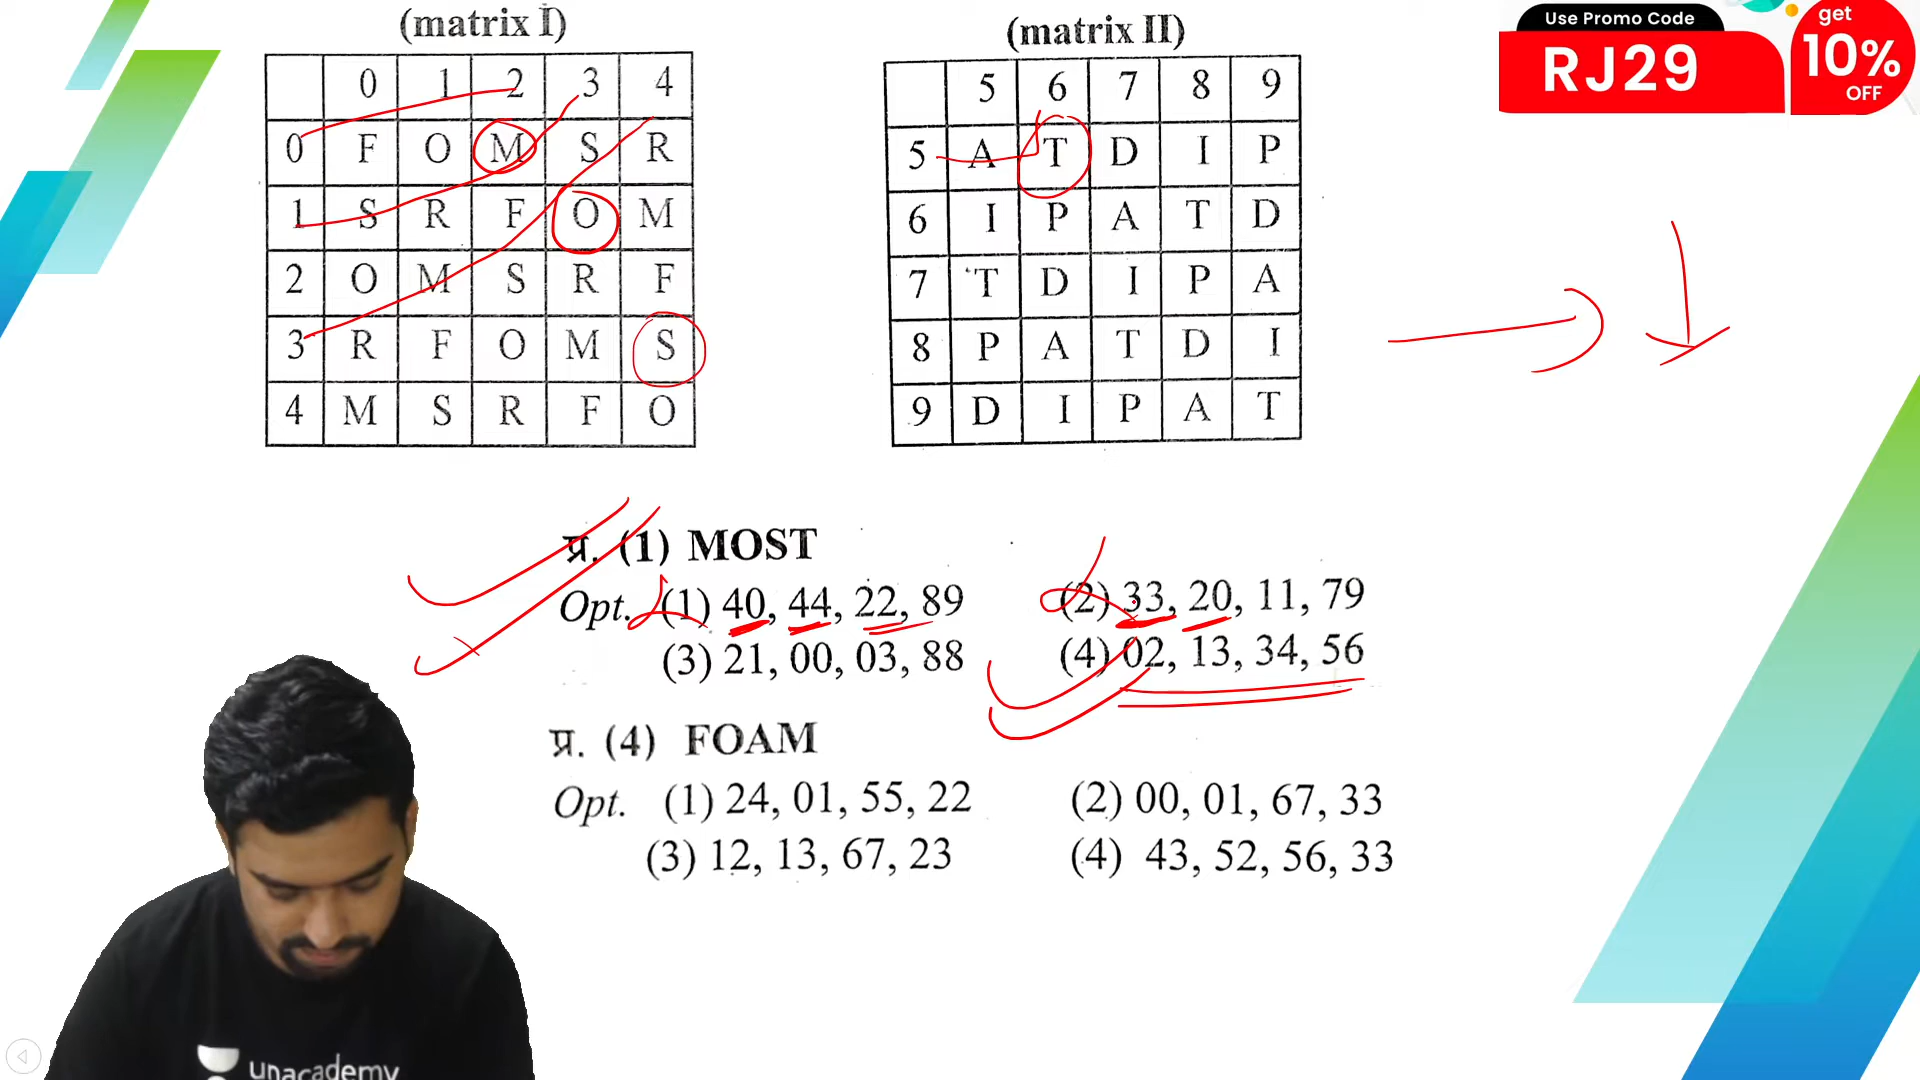 (matrix I)
0 1 2 3 4
0 F O M S R
1 S R F O M
2 O M S R F
3 R F O M S
4 M S R F O
(matrix II)
5 6 7 8 9
5 A T D I P
6 I P A T D
7 T D I P A
8 P A T D I
9 D I P A T
Use Promo Code
RJ29
get
10%
OFF
प्र. (1) MOST
Opt. (1) 40, 44, 22, 89 (2) 33, 20, 11, 79
(3) 21, 00, 03, 88 (4) 02, 13, 34, 56
प्र. (4) FOAM
Opt. (1) 24, 01, 55, 22 (2) 00, 01, 67, 33
(3) 12, 13, 67, 23 (4) 43, 52, 56, 33
unacademy